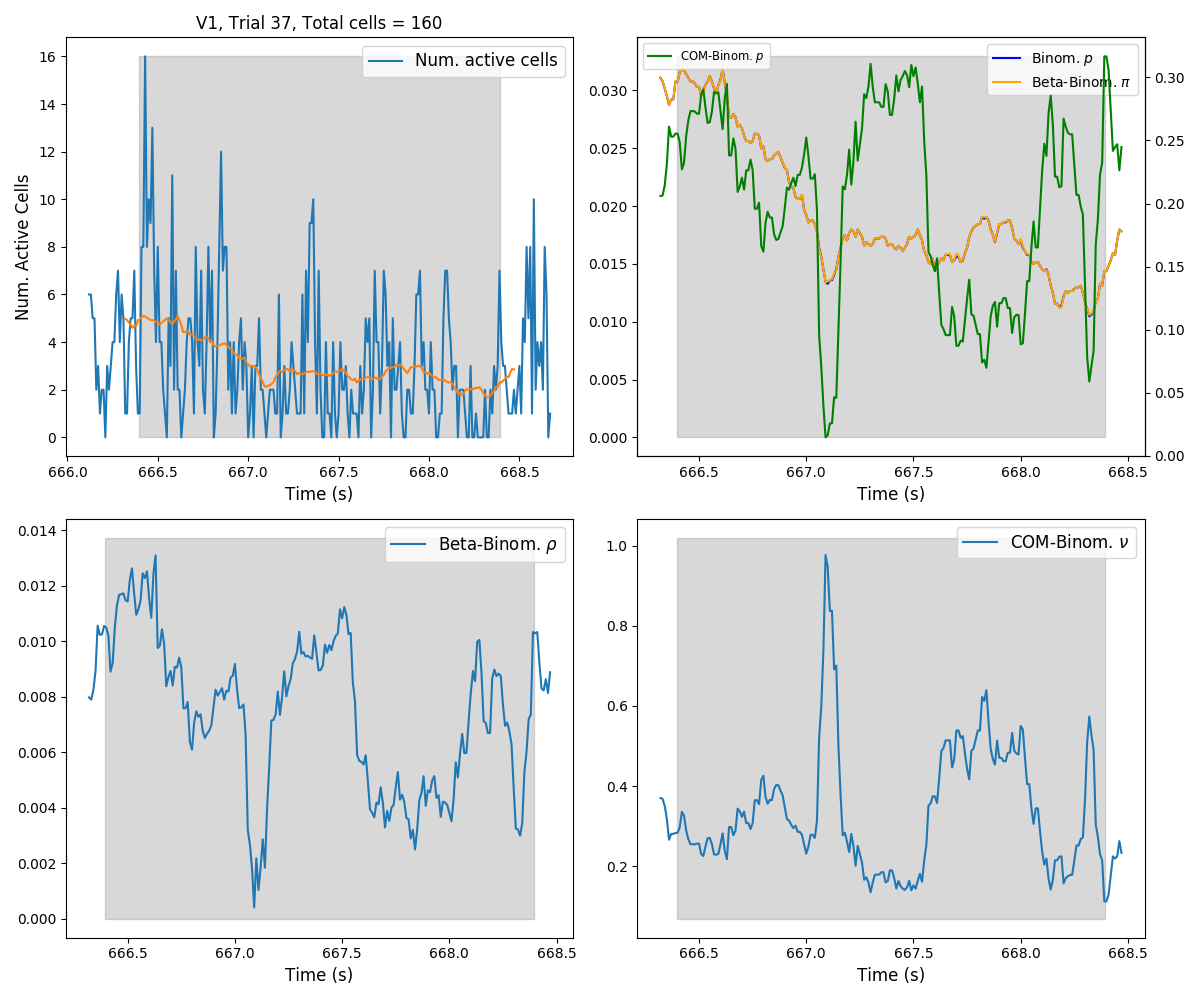 V1, Trial 37, Total cells = 160
Num. active cells
Num. Active Cells
16
14
12
10
8
6
4
2
0
666.0 666.5 667.0 667.5 668.0 668.5
Time (s)
COM-Binom. p
Binom. p
Beta-Binom. π
0.030
0.025
0.020
0.015
0.010
0.005
0.000
0.30
0.25
0.20
0.15
0.10
0.05
0.00
666.5 667.0 667.5 668.0 668.5
Time (s)
Beta-Binom. ρ
0.014
0.012
0.010
0.008
0.006
0.004
0.002
0.000
666.5 667.0 667.5 668.0 668.5
Time (s)
COM-Binom. ν
1.0
0.8
0.6
0.4
0.2
666.5 667.0 667.5 668.0 668.5
Time (s)